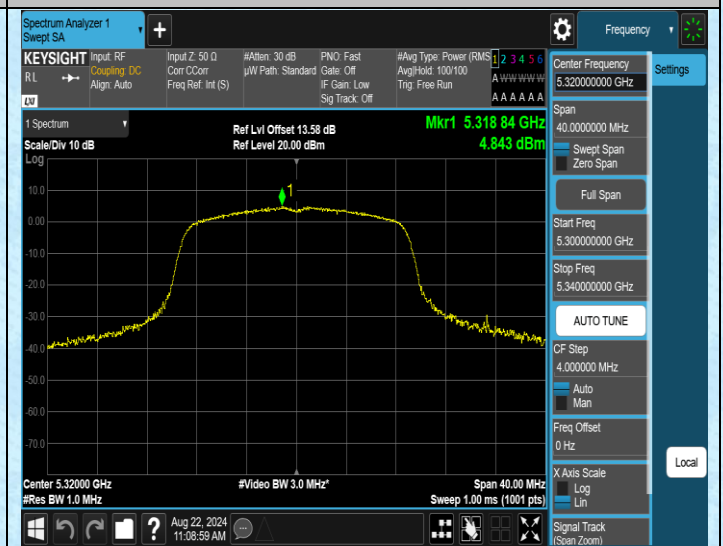 Spectrum Analyzer 1
Swept SA
+
Frequency
KEYSIGHT
R L
LXI
Input: RF
Coupling: DC
Align: Auto
Input Z: 50 Ω
Corr CCorr
Freq Ref: Int (S)
#Atten: 30 dB
µW Path: Standard
PNO: Fast
Gate: Off
IF Gain: Low
Sig Track: Off
#Avg Type: Power (RMS
Avg|Hold: 100/100
Trig: Free Run
1 2 3 4 5 6
A W W W W W
A A A A A A
1 Spectrum
Scale/Div 10 dB
Log
Ref Lvl Offset 13.58 dB
Ref Level 20.00 dBm
Mkr1 5.318 84 GHz
4.843 dBm
1
10.0
0.00
-10.0
-20.0
-30.0
-40.0
-50.0
-60.0
-70.0
Center 5.32000 GHz
#Res BW 1.0 MHz
#Video BW 3.0 MHz*
Span 40.00 MHz
Sweep 1.00 ms (1001 pts)
Center Frequency
5.320000000 GHz
Span
40.0000000 MHz
Swept Span
Zero Span
Full Span
Start Freq
5.300000000 GHz
Stop Freq
5.340000000 GHz
AUTO TUNE
CF Step
4.000000 MHz
Auto
Man
Freq Offset
0 Hz
X Axis Scale
Log
Lin
Signal Track
(Span Zoom)
Settings
Local
?
Aug 22, 2024
11:08:59 AM